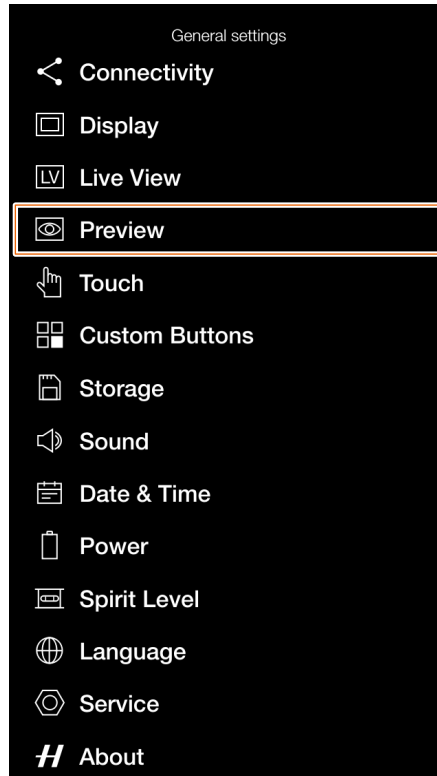 General settings
Connectivity
Display
LV Live View
Preview
Touch
Custom Buttons
Storage
Sound
Date & Time
Power
Spirit Level
Language
Service
H About